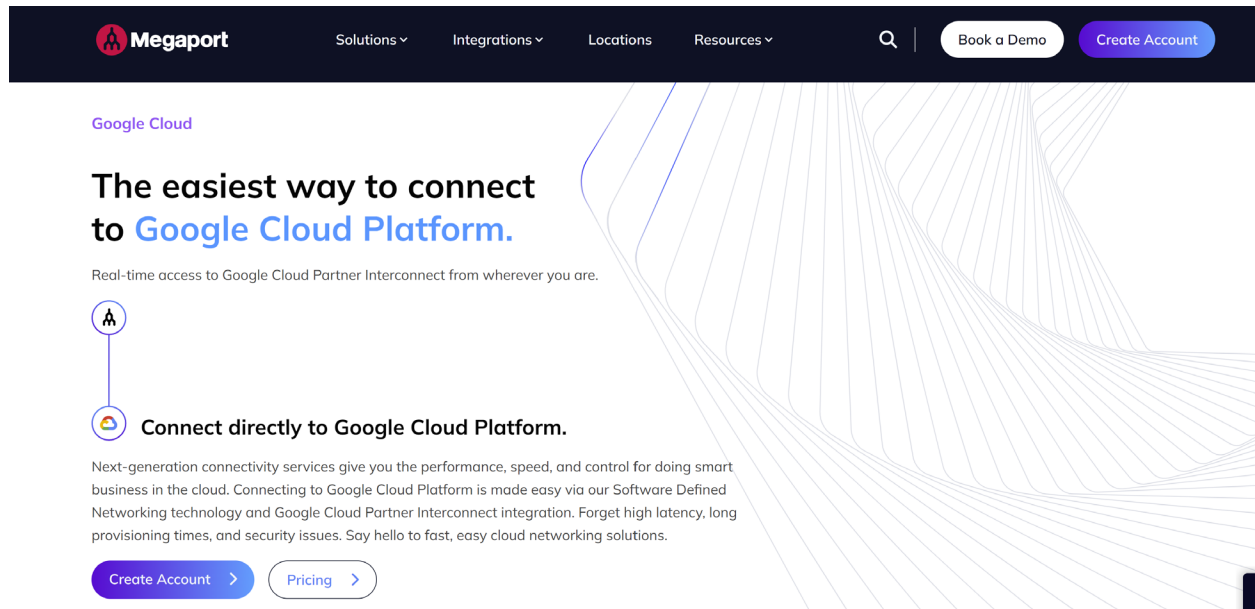 Megaport
Solutions
Integrations
Locations
Resources
Book a Demo
Create Account
Google Cloud
The easiest way to connect
to Google Cloud Platform.
Real-time access to Google Cloud Partner Interconnect from wherever you are.
Connect directly to Google Cloud Platform.
Next-generation connectivity services give you the performance, speed, and control for doing smart
business in the cloud. Connecting to Google Cloud Platform is made easy via our Software Defined
Networking technology and Google Cloud Partner Interconnect integration. Forget high latency, long
provisioning times, and security issues. Say hello to fast, easy cloud networking solutions.
Create Account
Pricing